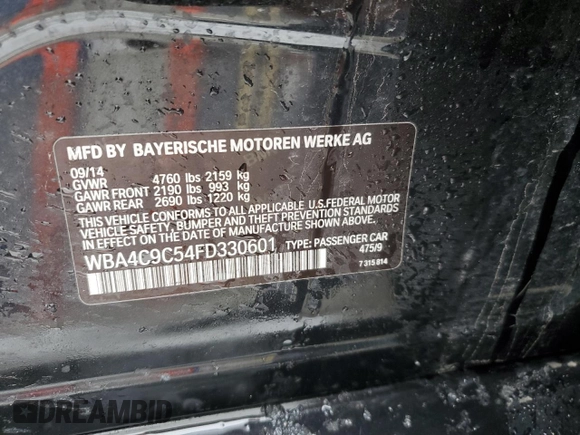 MFD BY BAYERISCHE MOTOREN WERKE AG
09/14
GVWR 4760 lbs 2159 kg
GAWR FRONT 2190 lbs 993 kg
GAWR REAR 2690 lbs 1220 kg
THIS VEHICLE CONFORMS TO ALL APPLICABLE U.S.FEDERAL MOTOR
VEHICLE SAFETY, BUMPER AND THEFT PREVENTION STANDARDS
IN EFFECT ON THE DATE OF MANUFACTURE SHOWN ABOVE.
WBA4C9C54FD330601 TYPE: PASSENGER CAR
475/9
7 315 814
DREAMBID